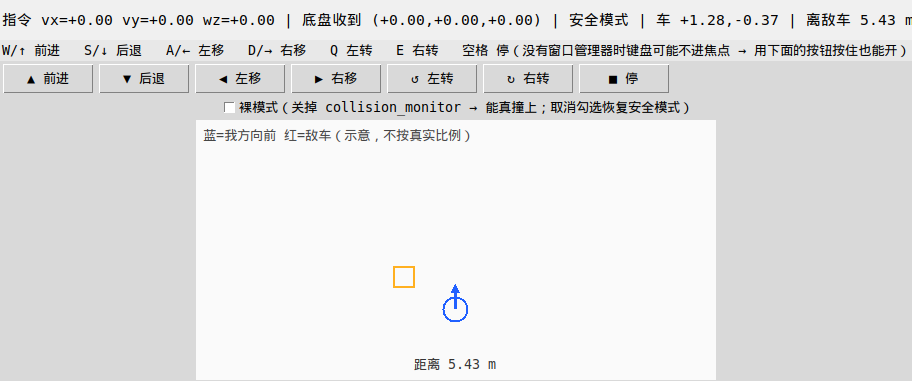 指令 vx=+0.00 vy=+0.00 wz=+0.00 | 底盘收到 (+0.00,+0.00,+0.00) | 安全模式 | 车 +1.28,-0.37 | 离敌车 5.43 m
W/↑ 前进 S/↓ 后退 A/← 左移 D/→ 右移 Q 左转 E 右转 空格 停（没有窗口管理器时键盘可能不进焦点 → 用下面的按钮按住也能开）
▲ 前进 ▼ 后退 ◀ 左移 ▶ 右移 ↺ 左转 ↻ 右转 ■ 停
裸模式（关掉 collision_monitor → 能真撞上；取消勾选恢复安全模式）
蓝=我方向前 红=敌车（示意，不按真实比例）
距离 5.43 m